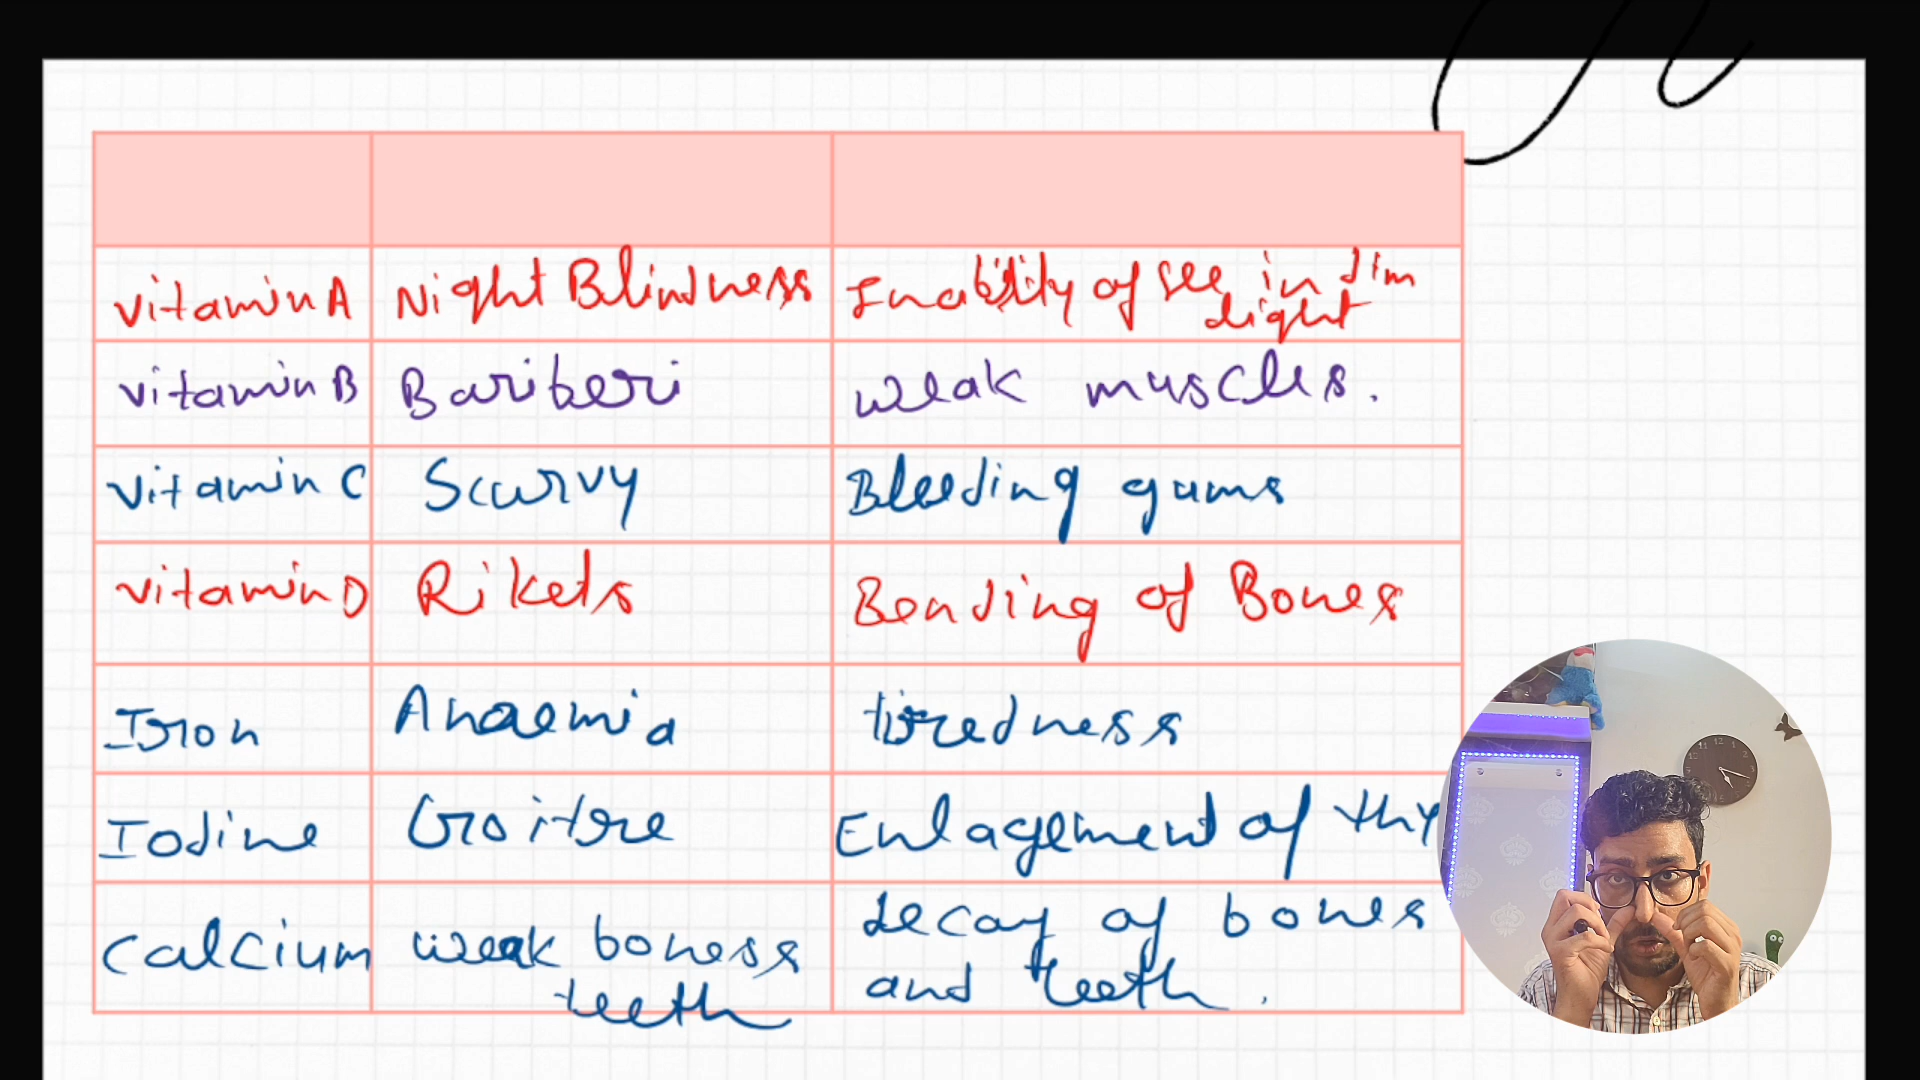 Vitamin A Night Blindness Inability of see in dim
light
Vitamin B Bariberi weak muscles.
Vitamin C Scurvy Bleeding gums
Vitamin D Rikets Bending of Bones
Iron Anaemia tiredness
Iodine Goitre Enlagement of thy
Calcium weak boness decay of bones
teeth and teeth.